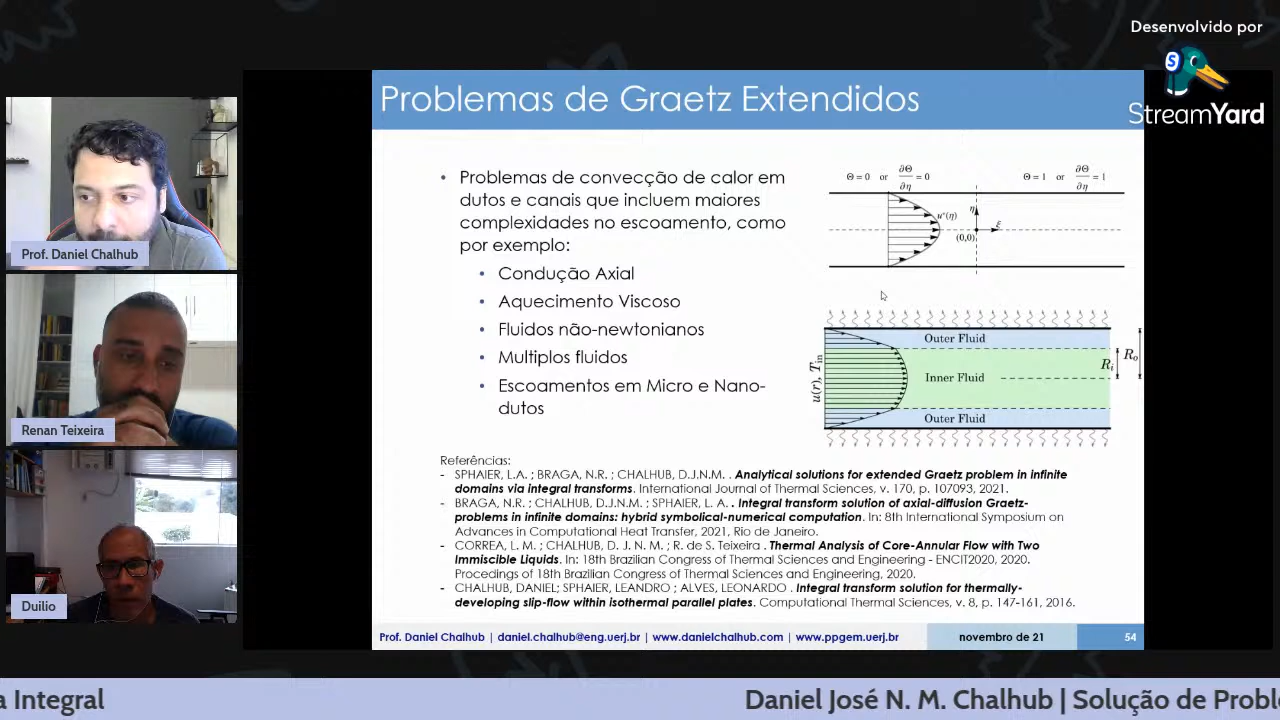 Desenvolvido por
StreamYard
Problemas de Graetz Extendidos
• Problemas de convecção de calor em
dutos e canais que incluem maiores
complexidades no escoamento, como
por exemplo:
• Condução Axial
• Aquecimento Viscoso
• Fluidos não-newtonianos
• Multiplos fluidos
• Escoamentos em Micro e Nano-
dutos
Θ = 0 or ∂Θ/∂η = 0
Θ = 1 or ∂Θ/∂η = 1
u*(η)
η
ξ
(0,0)
u(r), T_in
Outer Fluid
Inner Fluid
Outer Fluid
R_i
R_o
Referências:
- SPHAIER, L.A. ; BRAGA, N.R. ; CHALHUB, D.J.N.M. . Analytical solutions for extended Graetz problem in infinite
domains via integral transforms. International Journal of Thermal Sciences, v. 170, p. 107093, 2021.
- BRAGA, N.R. ; CHALHUB, D.J.N.M. ; SPHAIER, L. A. . Integral transform solution of axial-diffusion Graetz-
problems in infinite domains: hybrid symbolical-numerical computation. In: 8th International Symposium on
Advances in Computational Heat Transfer, 2021, Rio de Janeiro.
- CORREA, L. M. ; CHALHUB, D. J. N. M. ; R. de S. Teixeira . Thermal Analysis of Core-Annular Flow with Two
Immiscible Liquids. In: 18th Brazilian Congress of Thermal Sciences and Engineering - ENCIT2020, 2020.
Procedings of 18th Brazilian Congress of Thermal Sciences and Engineering, 2020.
- CHALHUB, DANIEL; SPHAIER, LEANDRO ; ALVES, LEONARDO . Integral transform solution for thermally-
developing slip-flow within isothermal parallel plates. Computational Thermal Sciences, v. 8, p. 147-161, 2016.
Prof. Daniel Chalhub | daniel.chalhub@eng.uerj.br | www.danielchalhub.com | www.ppgem.uerj.br
novembro de 21
54
Prof. Daniel Chalhub
Renan Teixeira
Duilio
a Integral
Daniel José N. M. Chalhub | Solução de Proble